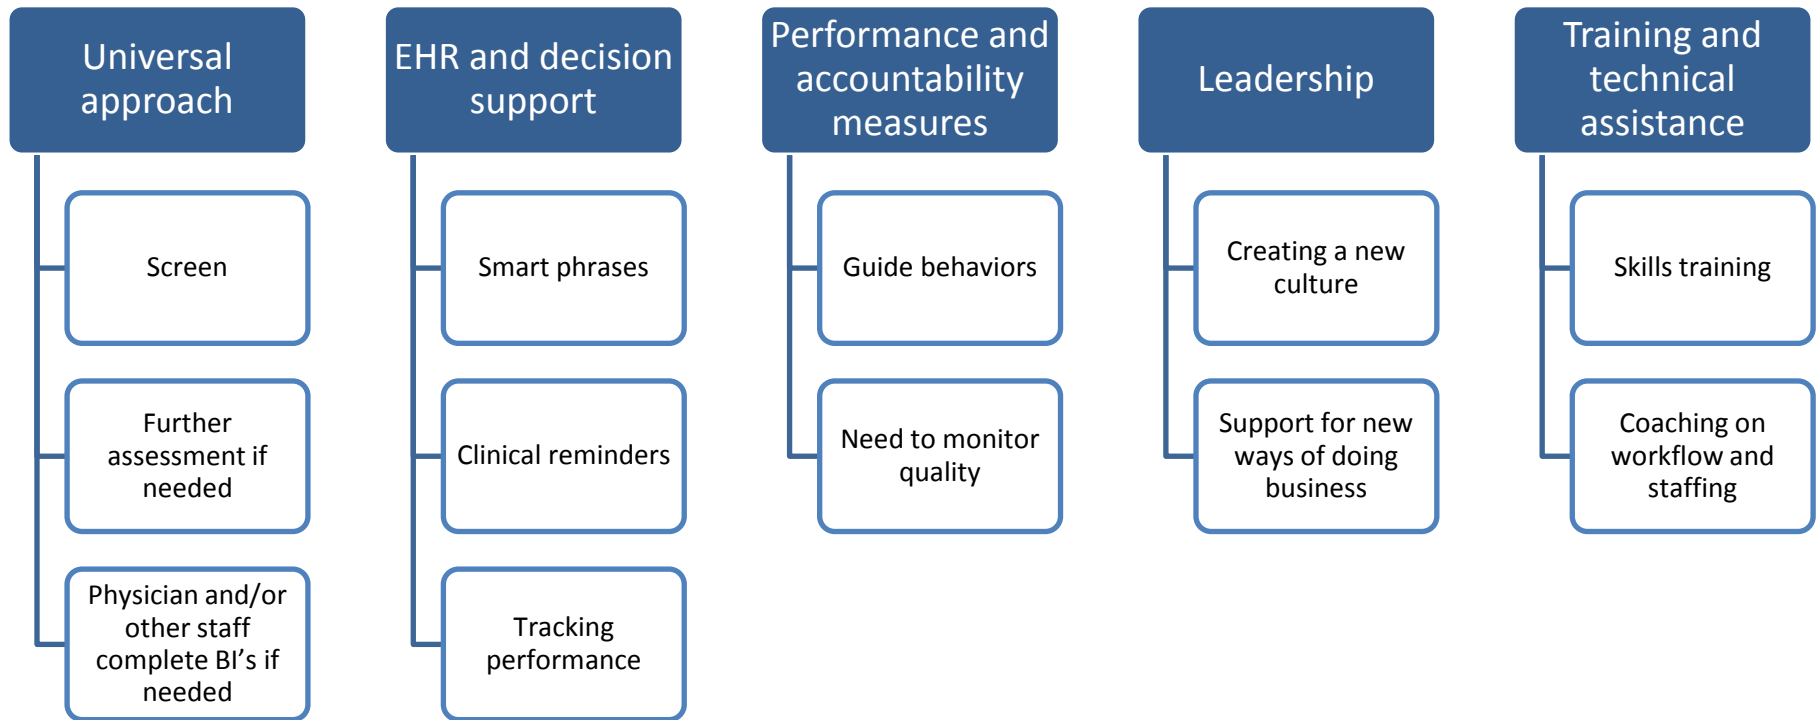 Universal
approach
Screen
Further
assessment if
needed
Physician and/or
other staff
complete BI's if
needed
EHR and decision
support
Smart phrases
Clinical reminders
Tracking
performance
Performance and
accountability
measures
Guide behaviors
Need to monitor
quality
Leadership
Creating a new
culture
Support for new
ways of doing
business
Training and
technical
assistance
Skills training
Coaching on
workflow and
staffing